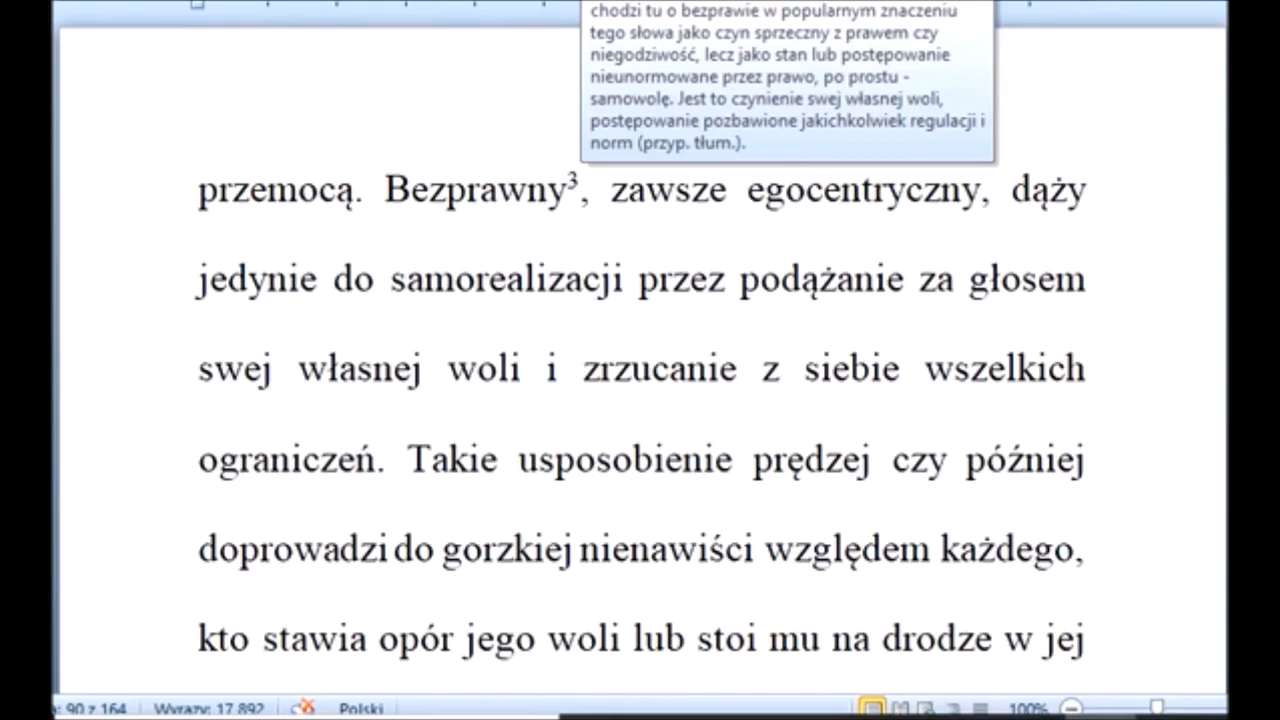 chodzi tu o bezprawie w popularnym znaczeniu
tego słowa jako czyn sprzeczny z prawem czy
niegodziwość, lecz jako stan lub postępowanie
nieunormowane przez prawo, po prostu -
samowolę. Jest to czynienie swej własnej woli,
postępowanie pozbawione jakichkolwiek regulacji i
norm (przyp. tłum.).
przemocą. Bezprawny³, zawsze egocentryczny, dąży
jedynie do samorealizacji przez podążanie za głosem
swej własnej woli i zrzucanie z siebie wszelkich
ograniczeń. Takie usposobienie prędzej czy później
doprowadzi do gorzkiej nienawiści względem każdego,
kto stawia opór jego woli lub stoi mu na drodze w jej
: 90 z 164 Wyrazy: 17 892 Polski 100%